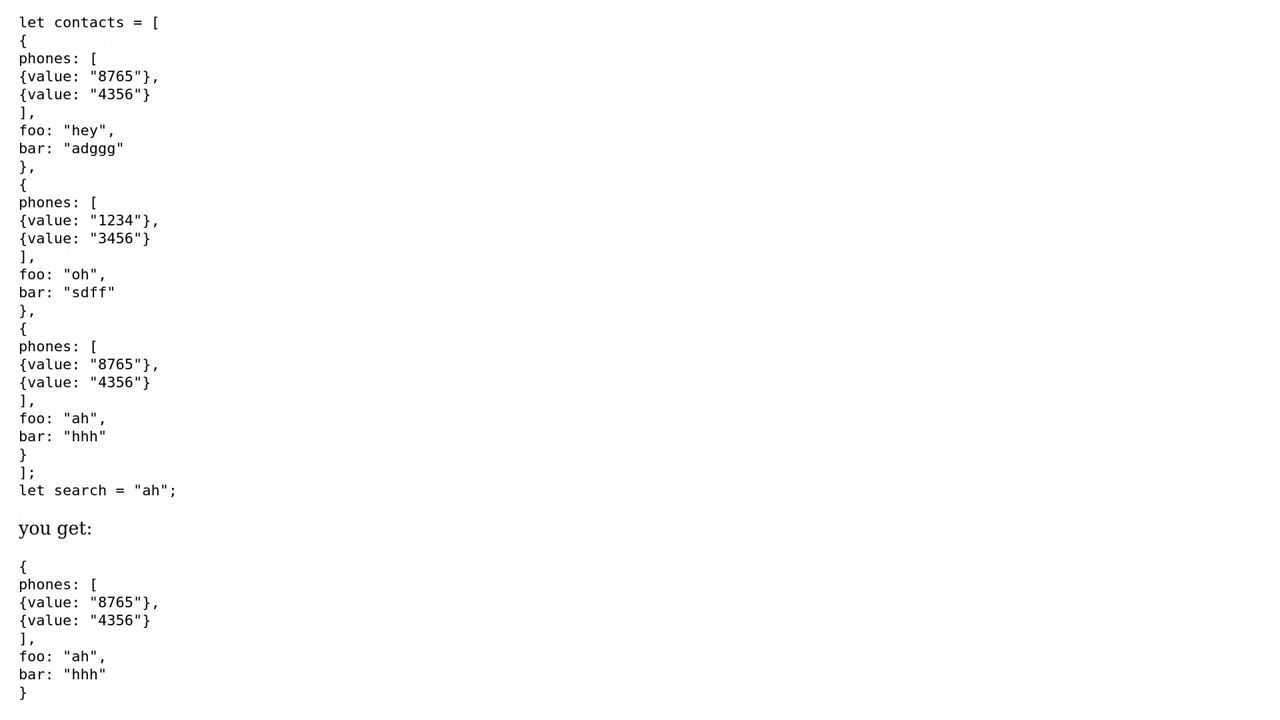 let contacts = [
{
phones: [
{value: "8765"},
{value: "4356"}
],
foo: "hey",
bar: "adggg"
},
{
phones: [
{value: "1234"},
{value: "3456"}
],
foo: "oh",
bar: "sdff"
},
{
phones: [
{value: "8765"},
{value: "4356"}
],
foo: "ah",
bar: "hhh"
}
];
let search = "ah";
you get:
{
phones: [
{value: "8765"},
{value: "4356"}
],
foo: "ah",
bar: "hhh"
}